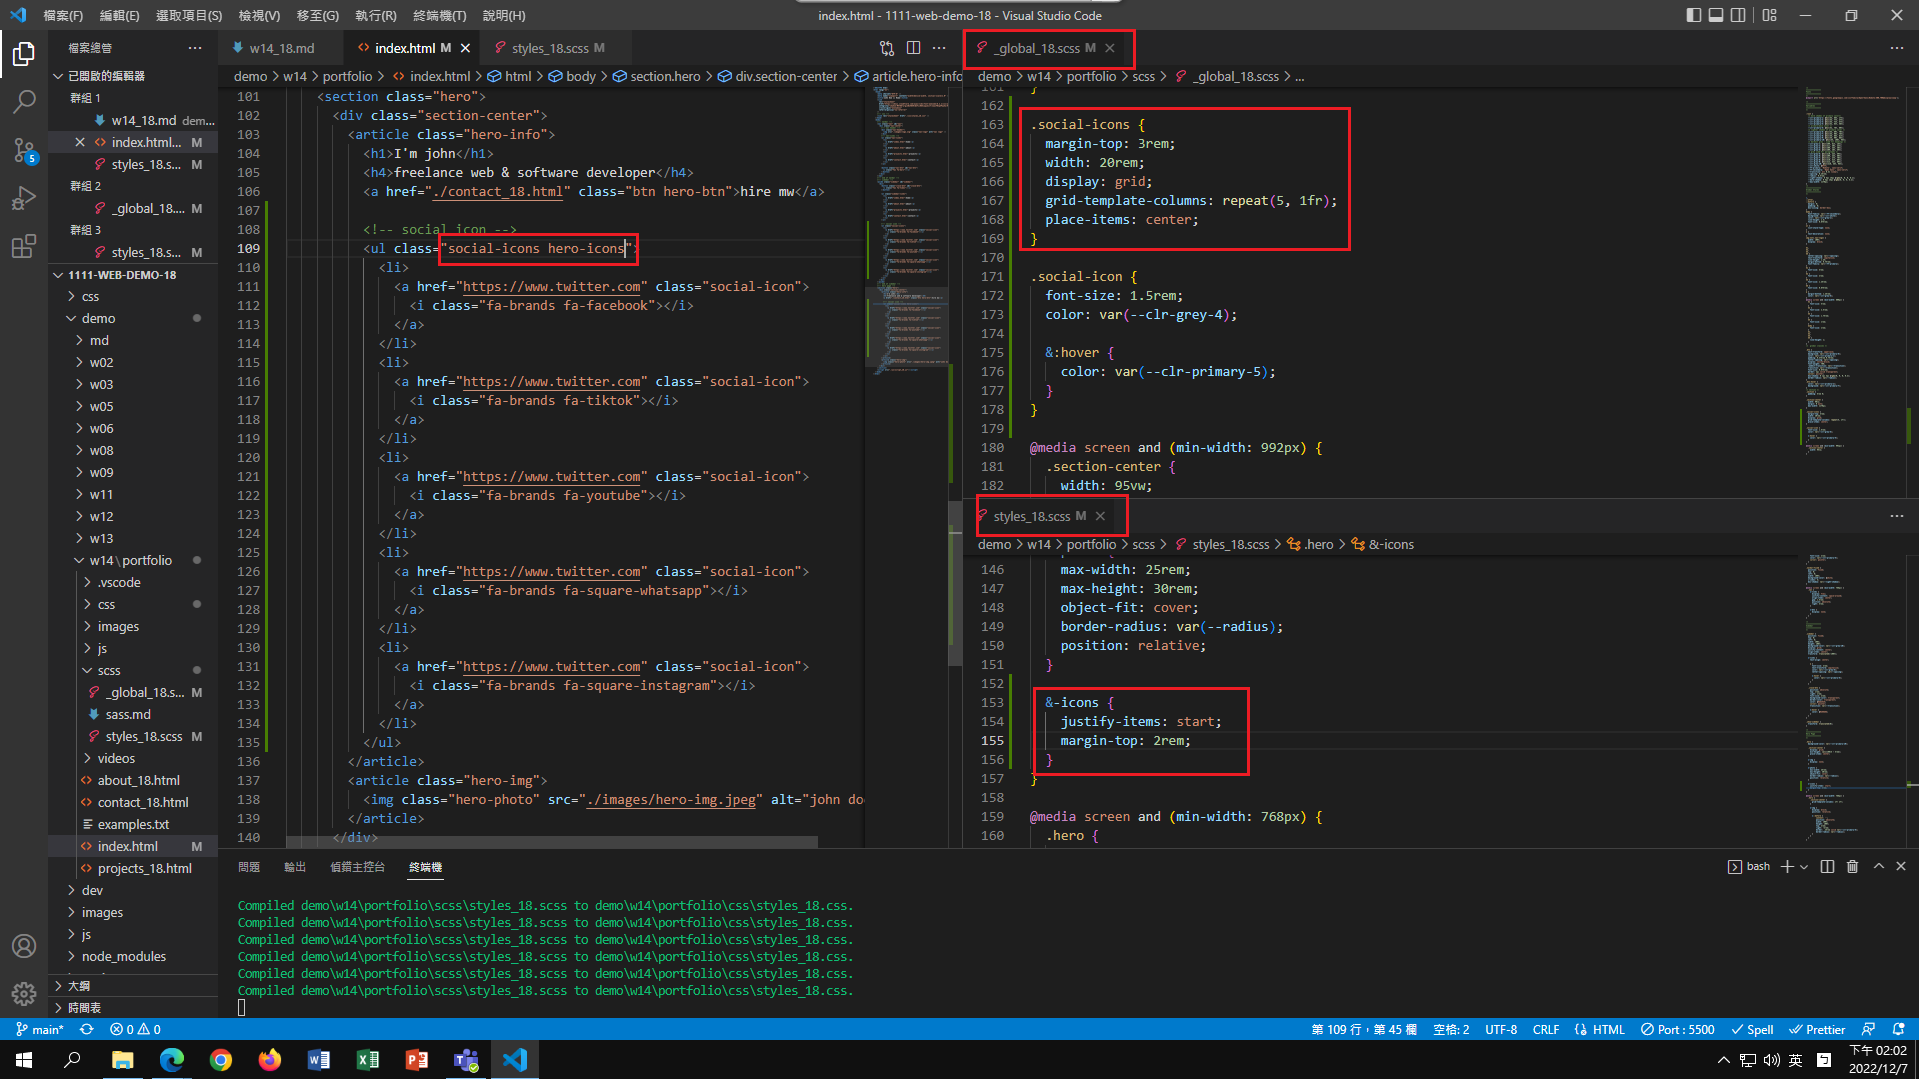 檔案(F) 編輯(E) 選取項目(S) 檢視(V) 移至(G) 執行(R) 終端機(T) 說明(H)
index.html - 1111-web-demo-18 - Visual Studio Code
檔案總管
已開啟的編輯器
群組 1
w14_18.md dem...
index.html... M
styles_18.s... M
群組 2
_global_18.... M
群組 3
styles_18.s... M
1111-WEB-DEMO-18
css
demo
md
w02
w03
w05
w06
w08
w09
w11
w12
w13
w14\portfolio
.vscode
css
images
js
scss
_global_18.s... M
sass.md
styles_18.scss M
videos
about_18.html
contact_18.html
examples.txt
index.html M
projects_18.html
dev
images
js
node_modules
大綱
時間表
5
w14_18.md
index.html M
styles_18.scss M
demo > w14 > portfolio > index.html > html > body > section.hero > div.section-center > article.hero-info
101 <section class="hero">
102 <div class="section-center">
103 <article class="hero-info">
104 <h1>I'm john</h1>
105 <h4>freelance web & software developer</h4>
106 <a href="./contact_18.html" class="btn hero-btn">hire mw</a>
107
108 <!-- social icon -->
109 <ul class="social-icons hero-icons">
110 <li>
111 <a href="https://www.twitter.com" class="social-icon">
112 <i class="fa-brands fa-facebook"></i>
113 </a>
114 </li>
115 <li>
116 <a href="https://www.twitter.com" class="social-icon">
117 <i class="fa-brands fa-tiktok"></i>
118 </a>
119 </li>
120 <li>
121 <a href="https://www.twitter.com" class="social-icon">
122 <i class="fa-brands fa-youtube"></i>
123 </a>
124 </li>
125 <li>
126 <a href="https://www.twitter.com" class="social-icon">
127 <i class="fa-brands fa-square-whatsapp"></i>
128 </a>
129 </li>
130 <li>
131 <a href="https://www.twitter.com" class="social-icon">
132 <i class="fa-brands fa-square-instagram"></i>
133 </a>
134 </li>
135 </ul>
136 </article>
137 <article class="hero-img">
138 <img class="hero-photo" src="./images/hero-img.jpeg" alt="john doe
139 </article>
140 </div>
_global_18.scss M
demo > w14 > portfolio > scss > _global_18.scss > ...
161 }
162
163 .social-icons {
164 margin-top: 3rem;
165 width: 20rem;
166 display: grid;
167 grid-template-columns: repeat(5, 1fr);
168 place-items: center;
169 }
170
171 .social-icon {
172 font-size: 1.5rem;
173 color: var(--clr-grey-4);
174
175 &:hover {
176 color: var(--clr-primary-5);
177 }
178 }
179
180 @media screen and (min-width: 992px) {
181 .section-center {
182 width: 95vw;
styles_18.scss M
demo > w14 > portfolio > scss > styles_18.scss > .hero > &-icons
146 max-width: 25rem;
147 max-height: 30rem;
148 object-fit: cover;
149 border-radius: var(--radius);
150 position: relative;
151 }
152
153 &-icons {
154 justify-items: start;
155 margin-top: 2rem;
156 }
157 }
158
159 @media screen and (min-width: 768px) {
160 .hero {
問題 輸出 偵錯主控台 終端機
bash
Compiled demo\w14\portfolio\scss\styles_18.scss to demo\w14\portfolio\css\styles_18.css.
Compiled demo\w14\portfolio\scss\styles_18.scss to demo\w14\portfolio\css\styles_18.css.
Compiled demo\w14\portfolio\scss\styles_18.scss to demo\w14\portfolio\css\styles_18.css.
Compiled demo\w14\portfolio\scss\styles_18.scss to demo\w14\portfolio\css\styles_18.css.
Compiled demo\w14\portfolio\scss\styles_18.scss to demo\w14\portfolio\css\styles_18.css.
Compiled demo\w14\portfolio\scss\styles_18.scss to demo\w14\portfolio\css\styles_18.css.
main* 0 0
第 109 行，第 45 欄 空格: 2 UTF-8 CRLF HTML Port : 5500 Spell Prettier
英
下午 02:02
2022/12/7